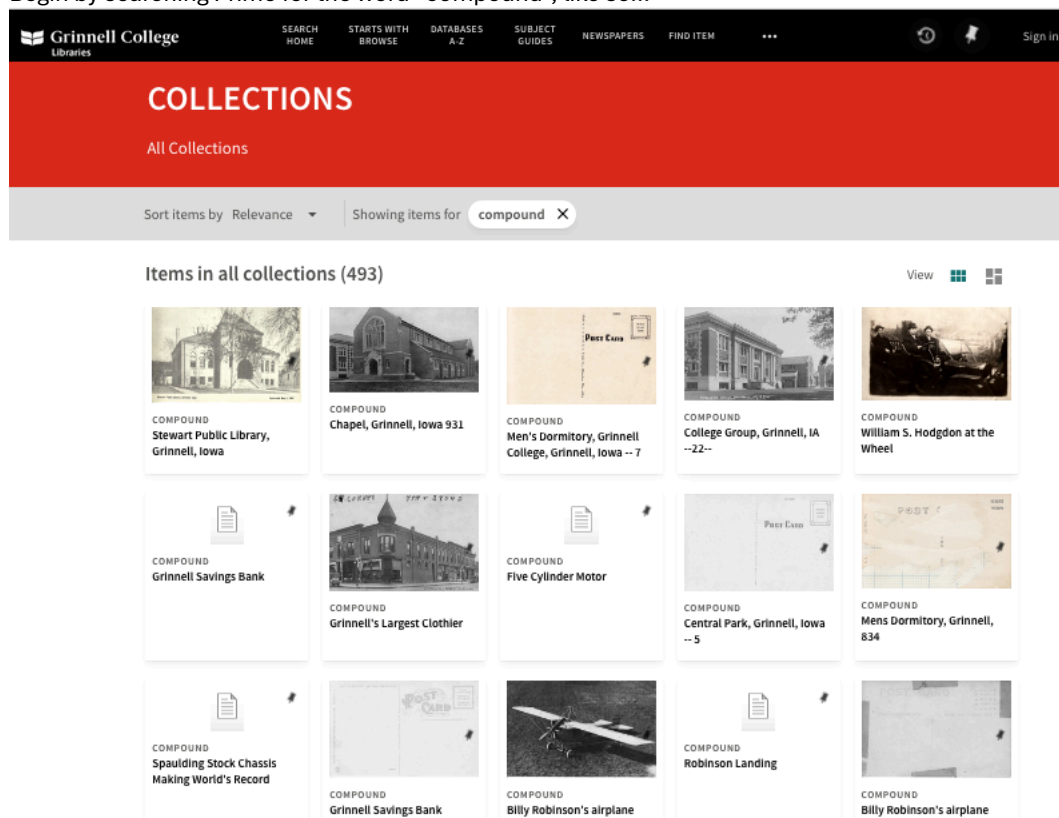 Begin by searching Primo for the word "compound", like so...
Grinnell College
Libraries
SEARCH HOME
STARTS WITH BROWSE
DATABASES A-Z
SUBJECT GUIDES
NEWSPAPERS
FIND ITEM
•••
Sign in
COLLECTIONS
All Collections
Sort items by Relevance
Showing items for compound X
Items in all collections (493)
View
POST CARD
COMPOUND
Stewart Public Library,
Grinnell, Iowa
COMPOUND
Chapel, Grinnell, Iowa 931
COMPOUND
Men's Dormitory, Grinnell
College, Grinnell, Iowa -- 7
COMPOUND
College Group, Grinnell, IA
--22--
COMPOUND
William S. Hodgdon at the
Wheel
COMPOUND
Grinnell Savings Bank
COMPOUND
Grinnell's Largest Clothier
COMPOUND
Five Cylinder Motor
POST CARD
COMPOUND
Central Park, Grinnell, Iowa
-- 5
POST
COMPOUND
Mens Dormitory, Grinnell,
834
COMPOUND
Spaulding Stock Chassis
Making World's Record
POST CARD
COMPOUND
Grinnell Savings Bank
COMPOUND
Billy Robinson's airplane
COMPOUND
Robinson Landing
COMPOUND
Billy Robinson's airplane